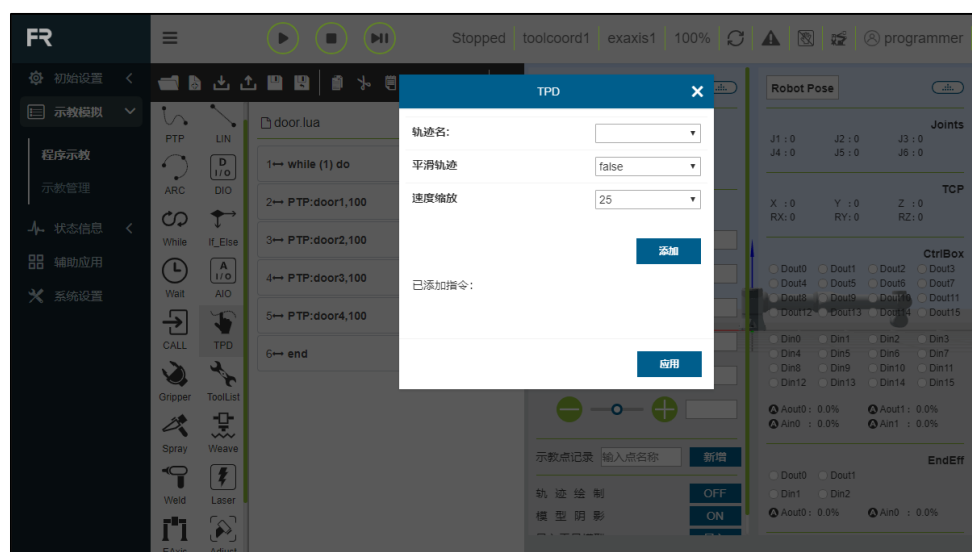 FR
Stopped toolcoord1 exaxis1 100% programmer
初始设置
示教模拟
程序示教
示教管理
状态信息
辅助应用
系统设置
PTP LIN
ARC DIO
While If_Else
Wait AIO
CALL TPD
Gripper ToolList
Spray Weave
Weld Laser
EAxis Adjust
door.lua
1 while (1) do
2 PTP:door1,100
3 PTP:door2,100
4 PTP:door3,100
5 PTP:door4,100
6 end
TPD
轨迹名:
平滑轨迹 false
速度缩放 25
添加
已添加指令:
应用
示教点记录 输入点名称 新增
轨迹绘制 OFF
模型阴影 ON
Robot Pose
Joints
J1 : 0 J2 : 0 J3 : 0
J4 : 0 J5 : 0 J6 : 0
TCP
X : 0 Y : 0 Z : 0
RX: 0 RY: 0 RZ: 0
CtrlBox
Dout0 Dout1 Dout2 Dout3
Dout4 Dout5 Dout6 Dout7
Dout8 Dout9 Dout10 Dout11
Dout12 Dout13 Dout14 Dout15
Din0 Din1 Din2 Din3
Din4 Din5 Din6 Din7
Din8 Din9 Din10 Din11
Din12 Din13 Din14 Din15
Aout0 : 0.0% Aout1 : 0.0%
Ain0 : 0.0% Ain1 : 0.0%
EndEff
Dout0 Dout1
Din1 Din2
Aout0 : 0.0% Ain0 : 0.0%